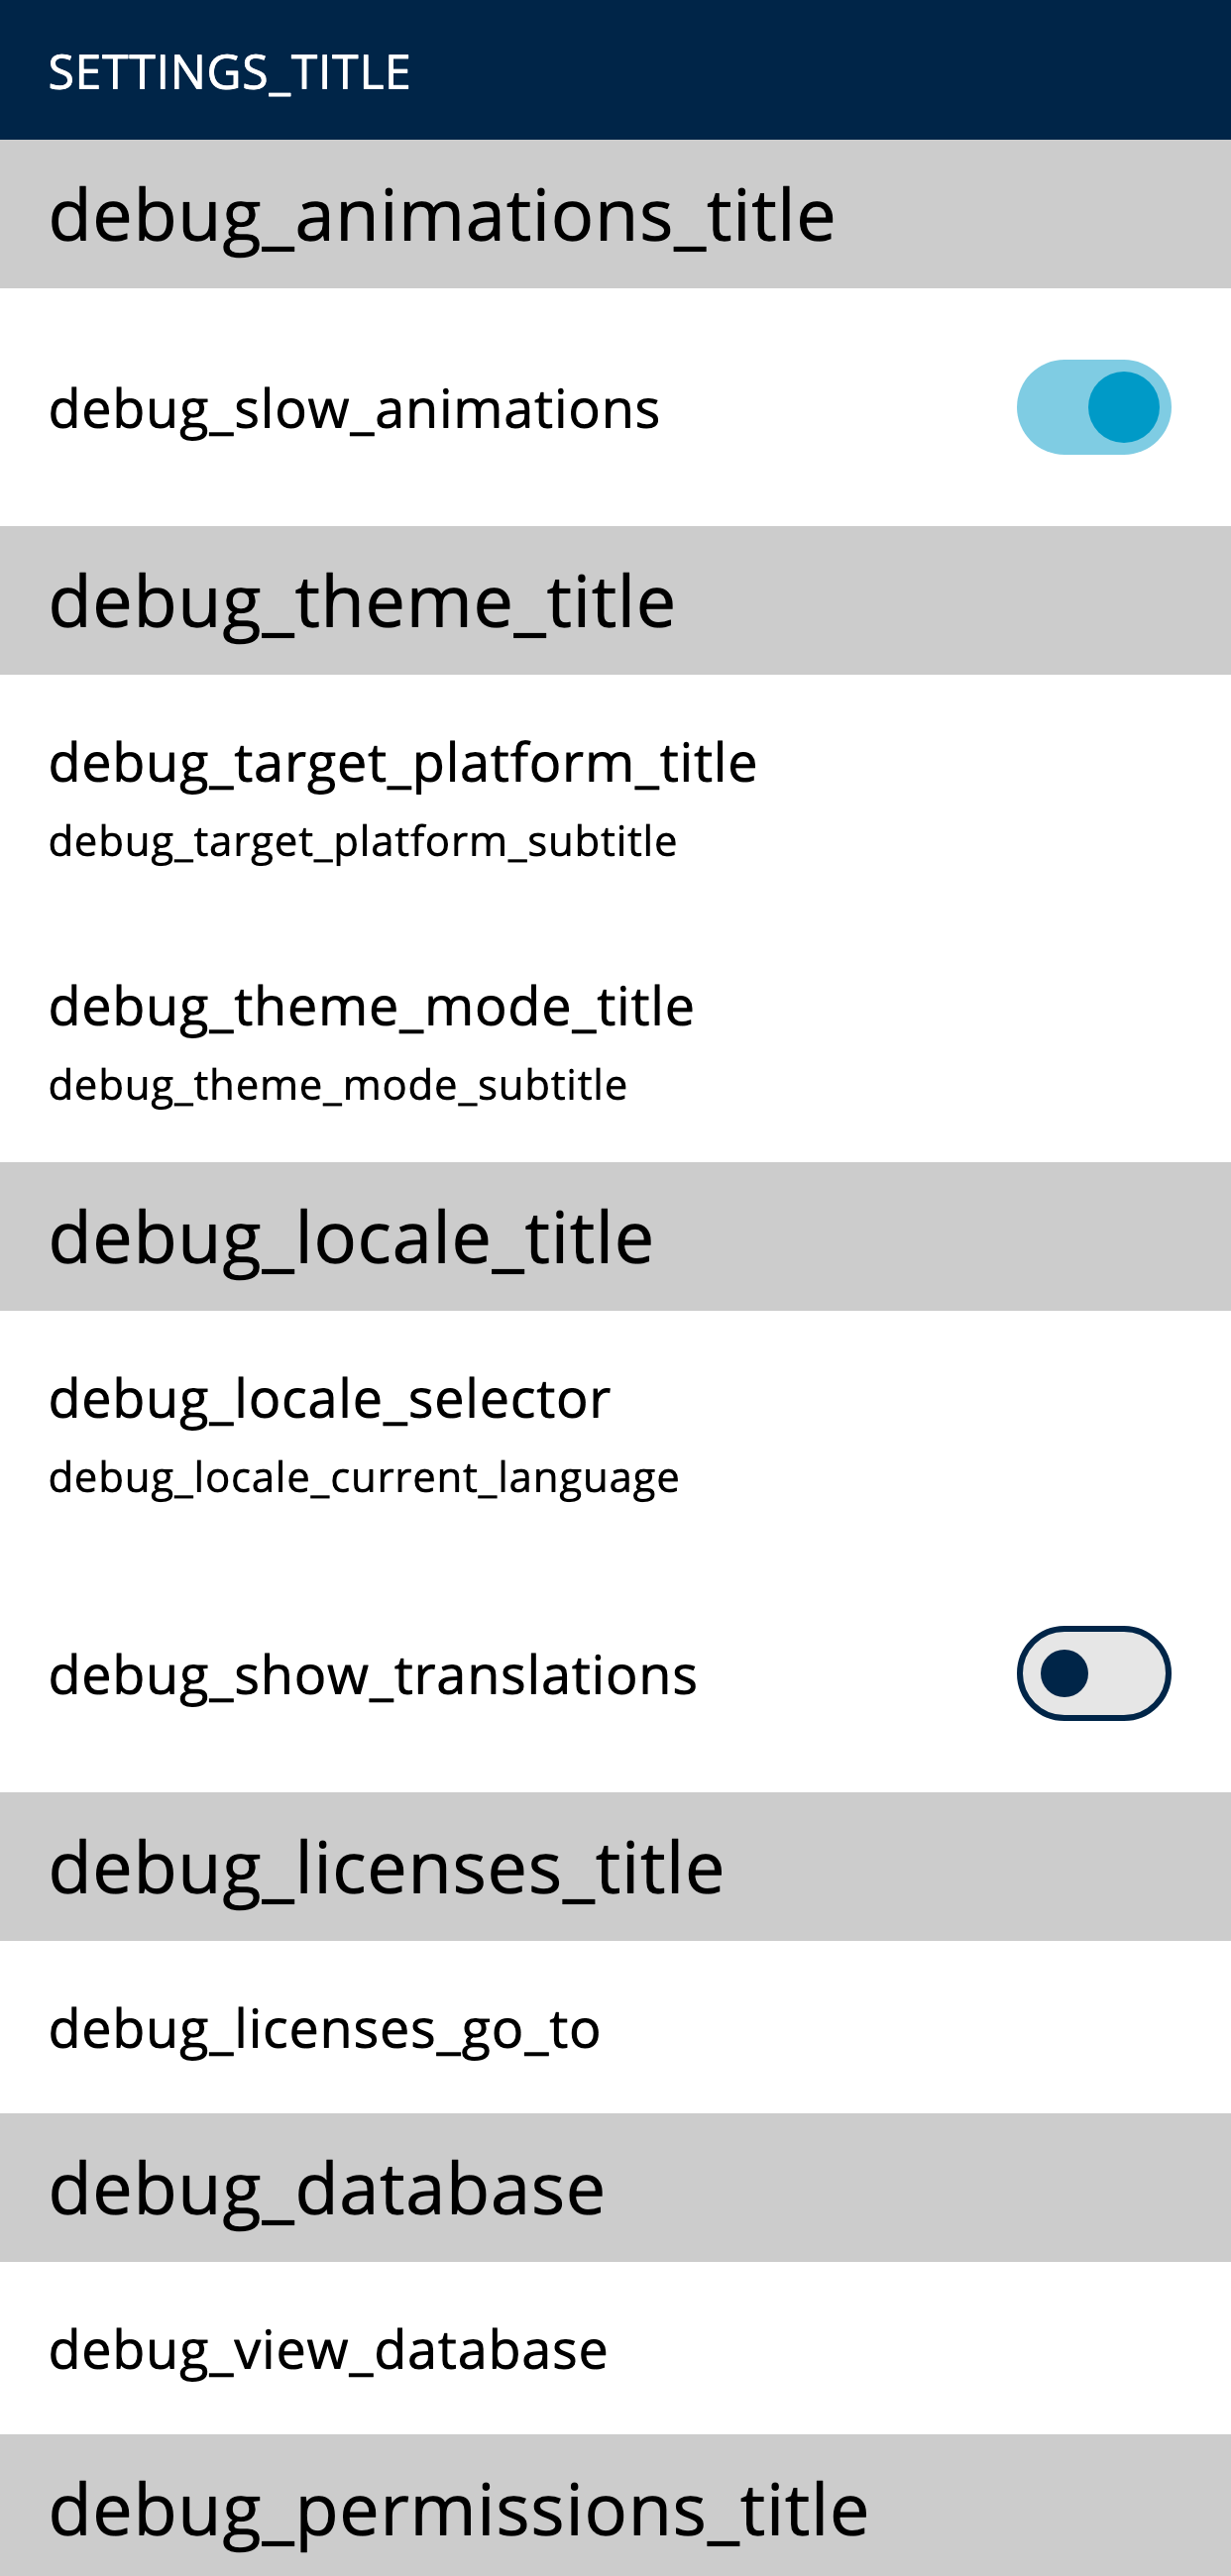 SETTINGS_TITLE
debug_animations_title
debug_slow_animations
debug_theme_title
debug_target_platform_title
debug_target_platform_subtitle
debug_theme_mode_title
debug_theme_mode_subtitle
debug_locale_title
debug_locale_selector
debug_locale_current_language
debug_show_translations
debug_licenses_title
debug_licenses_go_to
debug_database
debug_view_database
debug_permissions_title